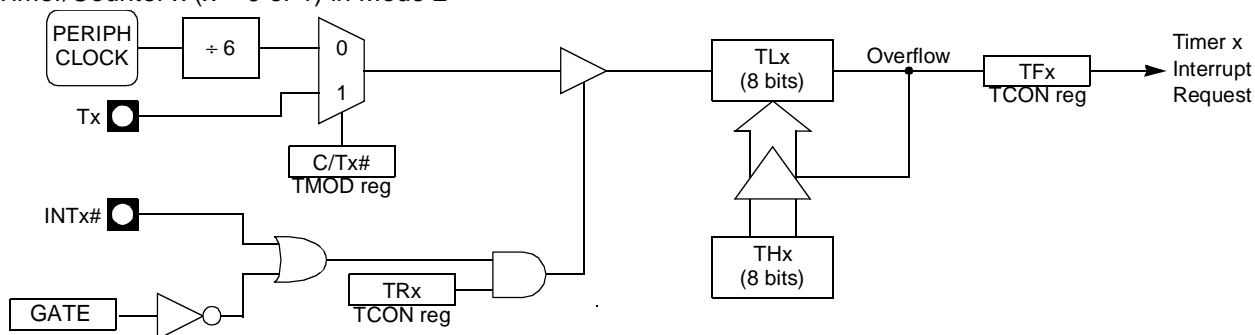 Timer/Counter x (x = 0 or 1) in Mode 2
PERIPH
CLOCK
÷ 6
0
1
Tx
C/Tx#
TMOD reg
INTx#
GATE
TRx
TCON reg
TLx
(8 bits)
THx
(8 bits)
Overflow
TFx
TCON reg
Timer x
Interrupt
Request